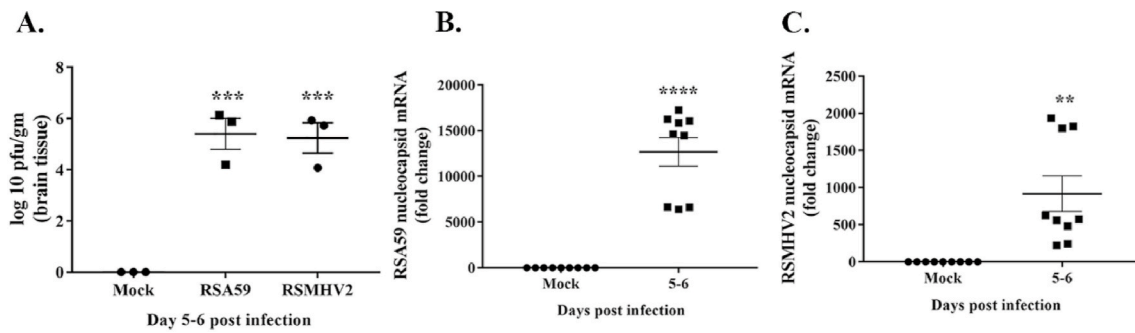 A.
log 10 pfu/gm
(brain tissue)
8
6
4
2
0
***
***
Mock
RSA59
RSMHV2
Day 5-6 post infection
B.
RSA59 nucleocapsid mRNA
(fold change)
20000
15000
10000
5000
0
****
Mock
5-6
Days post infection
C.
RSMHV2 nucleocapsid mRNA
(fold change)
2500
2000
1500
1000
500
0
**
Mock
5-6
Days post infection